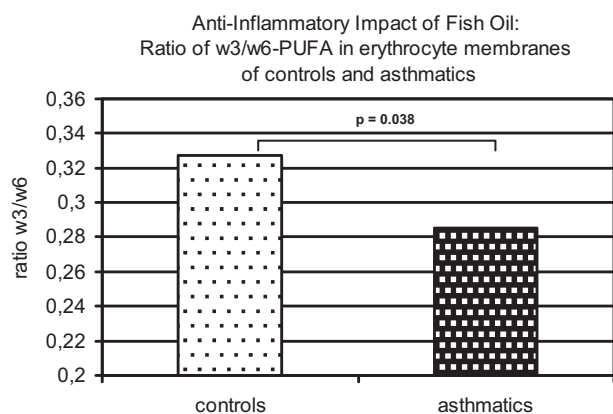 Anti-Inflammatory Impact of Fish Oil:
Ratio of w3/w6-PUFA in erythrocyte membranes
of controls and asthmatics
0,36
0,34
0,32
0,3
0,28
0,26
0,24
0,22
0,2
ratio w3/w6
p = 0.038
controls
asthmatics